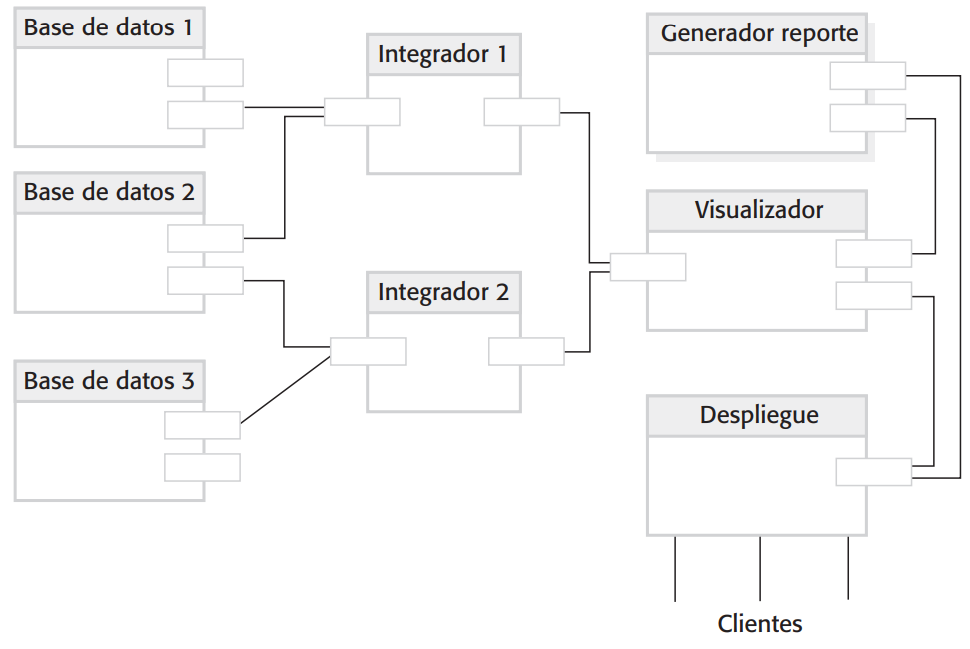 Base de datos 1
Integrador 1
Generador reporte
Base de datos 2
Visualizador
Integrador 2
Base de datos 3
Despliegue
Clientes